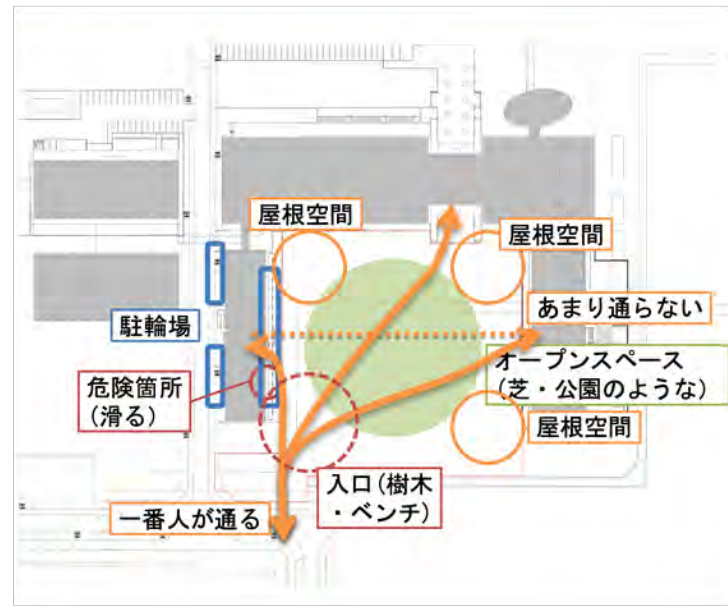 屋根空間
屋根空間
あまり通らない
駐輪場
オープンスペース
(芝・公園のような)
危険箇所
(滑る)
屋根空間
入口(樹木
・ベンチ)
一番人が通る